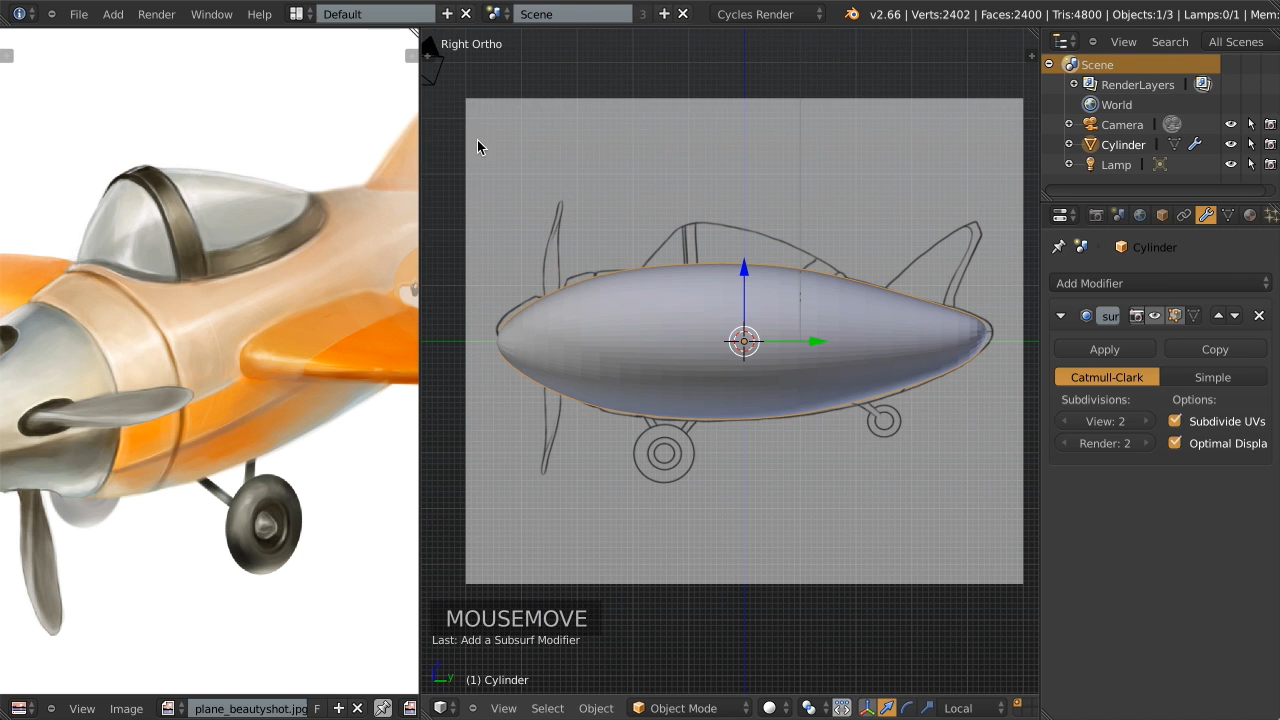 File Add Render Window Help Default Scene 3 Cycles Render v2.66 | Verts:2402 | Faces:2400 | Tris:4800 | Objects:1/3 | Lamps:0/1 | Mem:
Right Ortho
View Search All Scenes
Scene
RenderLayers |
World
Camera |
Cylinder |
Lamp |
Cylinder
Add Modifier
sur
Apply Copy
Catmull-Clark Simple
Subdivisions: Options:
View: 2 Subdivide UVs
Render: 2 Optimal Displa
MOUSEMOVE
Last: Add a Subsurf Modifier
y
(1) Cylinder
View Image plane_beautyshot.jpg F View Select Object Object Mode Local